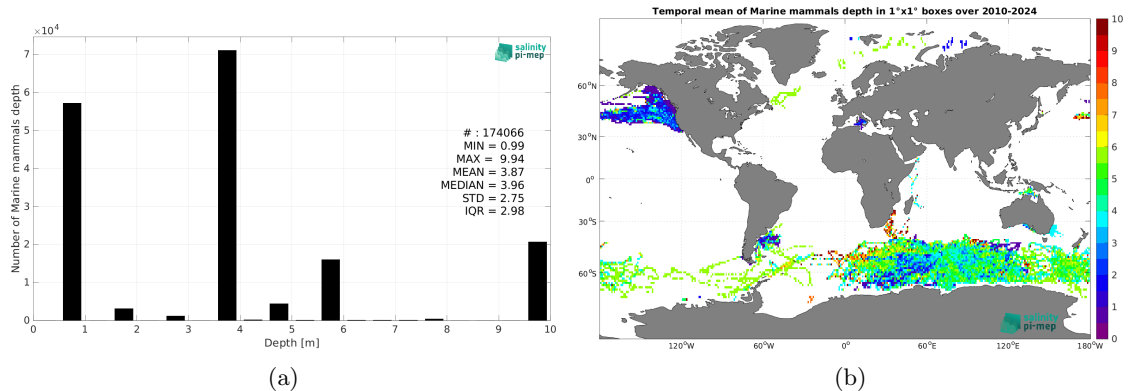 ×10⁴
7
6
5
4
3
2
1
0
0 1 2 3 4 5 6 7 8 9 10
Number of Marine mammals depth
Depth [m]
salinity
pi-mep
# : 174066
MIN = 0.99
MAX = 9.94
MEAN = 3.87
MEDIAN = 3.96
STD = 2.75
IQR = 2.98
(a)
Temporal mean of Marine mammals depth in 1°x1° boxes over 2010-2024
60°N
30°N
0°
30°S
60°S
120°W 60°W 0° 60°E 120°E 180°W
salinity
pi-mep
10
9
8
7
6
5
4
3
2
1
0
(b)